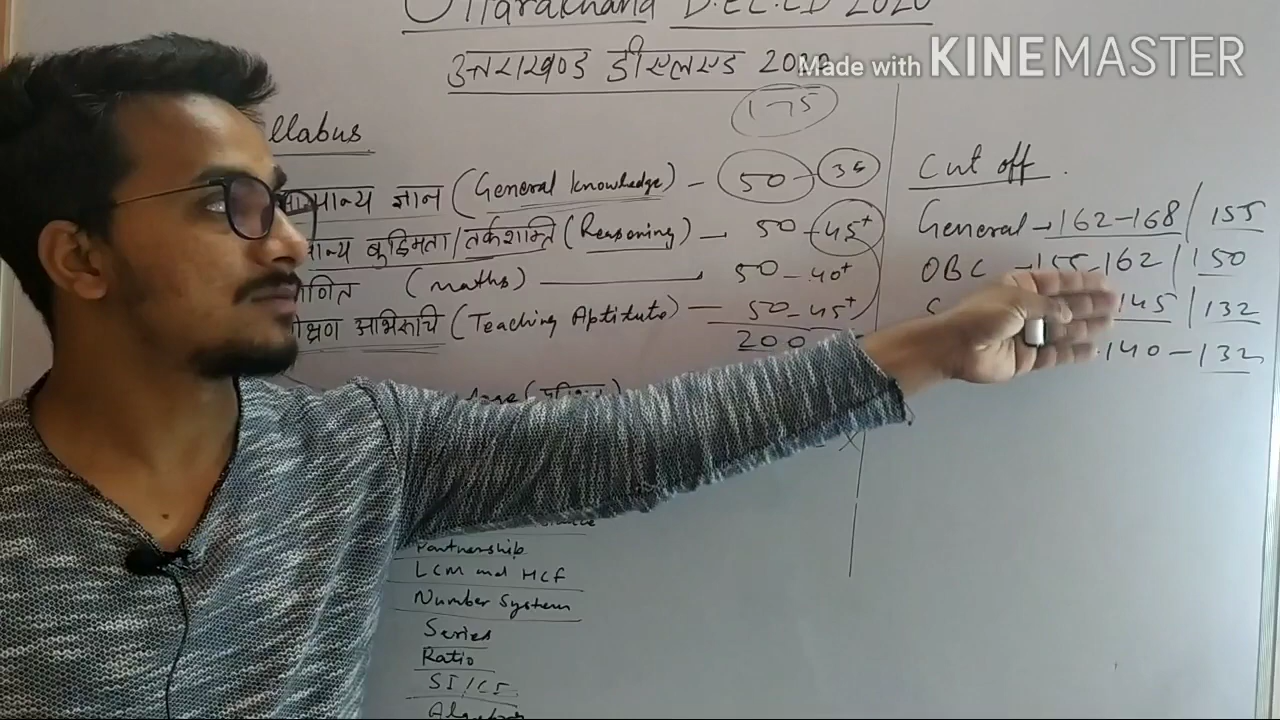 Uttarakhand D.EL.ED 2020
उत्तराखण्ड डीएलएड 2020
Made with KINEMASTER
175
llabus
सामान्य ज्ञान (General knowledge) - 50 - 35
मान्य बुद्धिमता / तर्कशक्ति (Reasoning) - 50 - 45+
गणित (maths) - 50 - 40+
क्षण अभिरुचि (Teaching Aptitute) - 50 - 45+
200
Partnership
LCM and HCF
Number System
Series
Ratio
SI/CI
Algebra
Cut off.
General → 162-168 / 155
OBC → 155-162 / 150
145 / 132
140 - 132